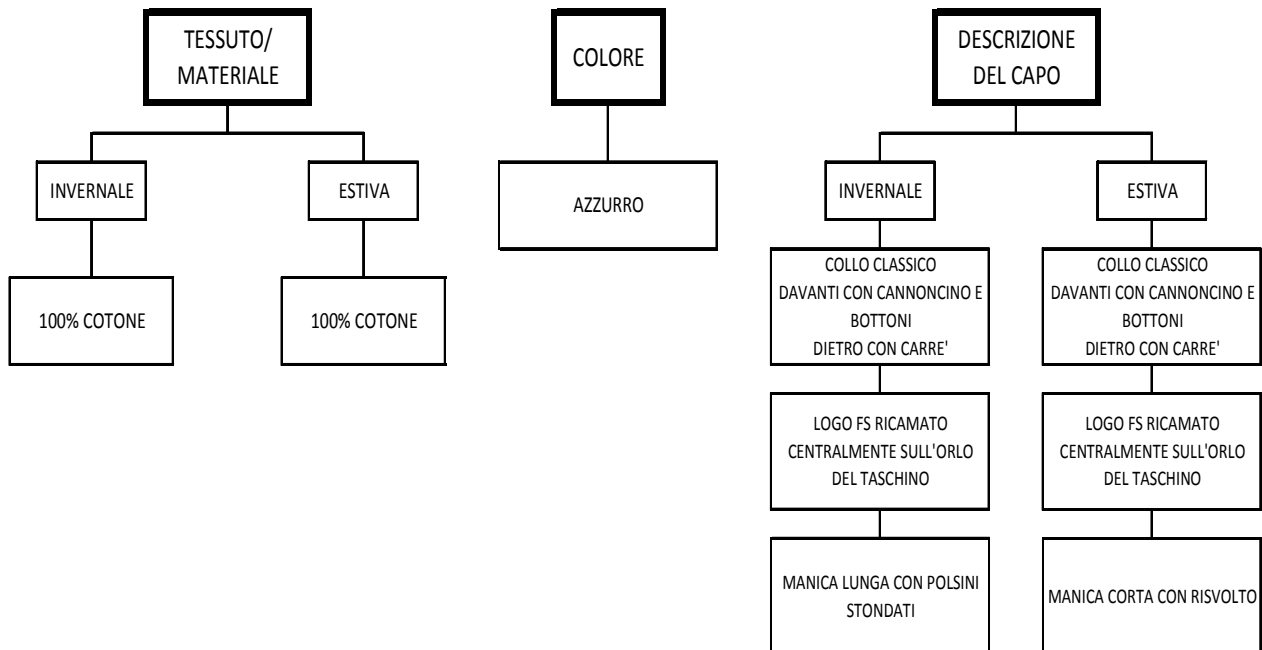 TESSUTO/
MATERIALE
INVERNALE
ESTIVA
100% COTONE
100% COTONE
COLORE
AZZURRO
DESCRIZIONE
DEL CAPO
INVERNALE
COLLO CLASSICO
DAVANTI CON CANNONCINO E
BOTTONI
DIETRO CON CARRE'
LOGO FS RICAMATO
CENTRALMENTE SULL'ORLO
DEL TASCHINO
MANICA LUNGA CON POLSINI
STONDATI
ESTIVA
COLLO CLASSICO
DAVANTI CON CANNONCINO E
BOTTONI
DIETRO CON CARRE'
LOGO FS RICAMATO
CENTRALMENTE SULL'ORLO
DEL TASCHINO
MANICA CORTA CON RISVOLTO